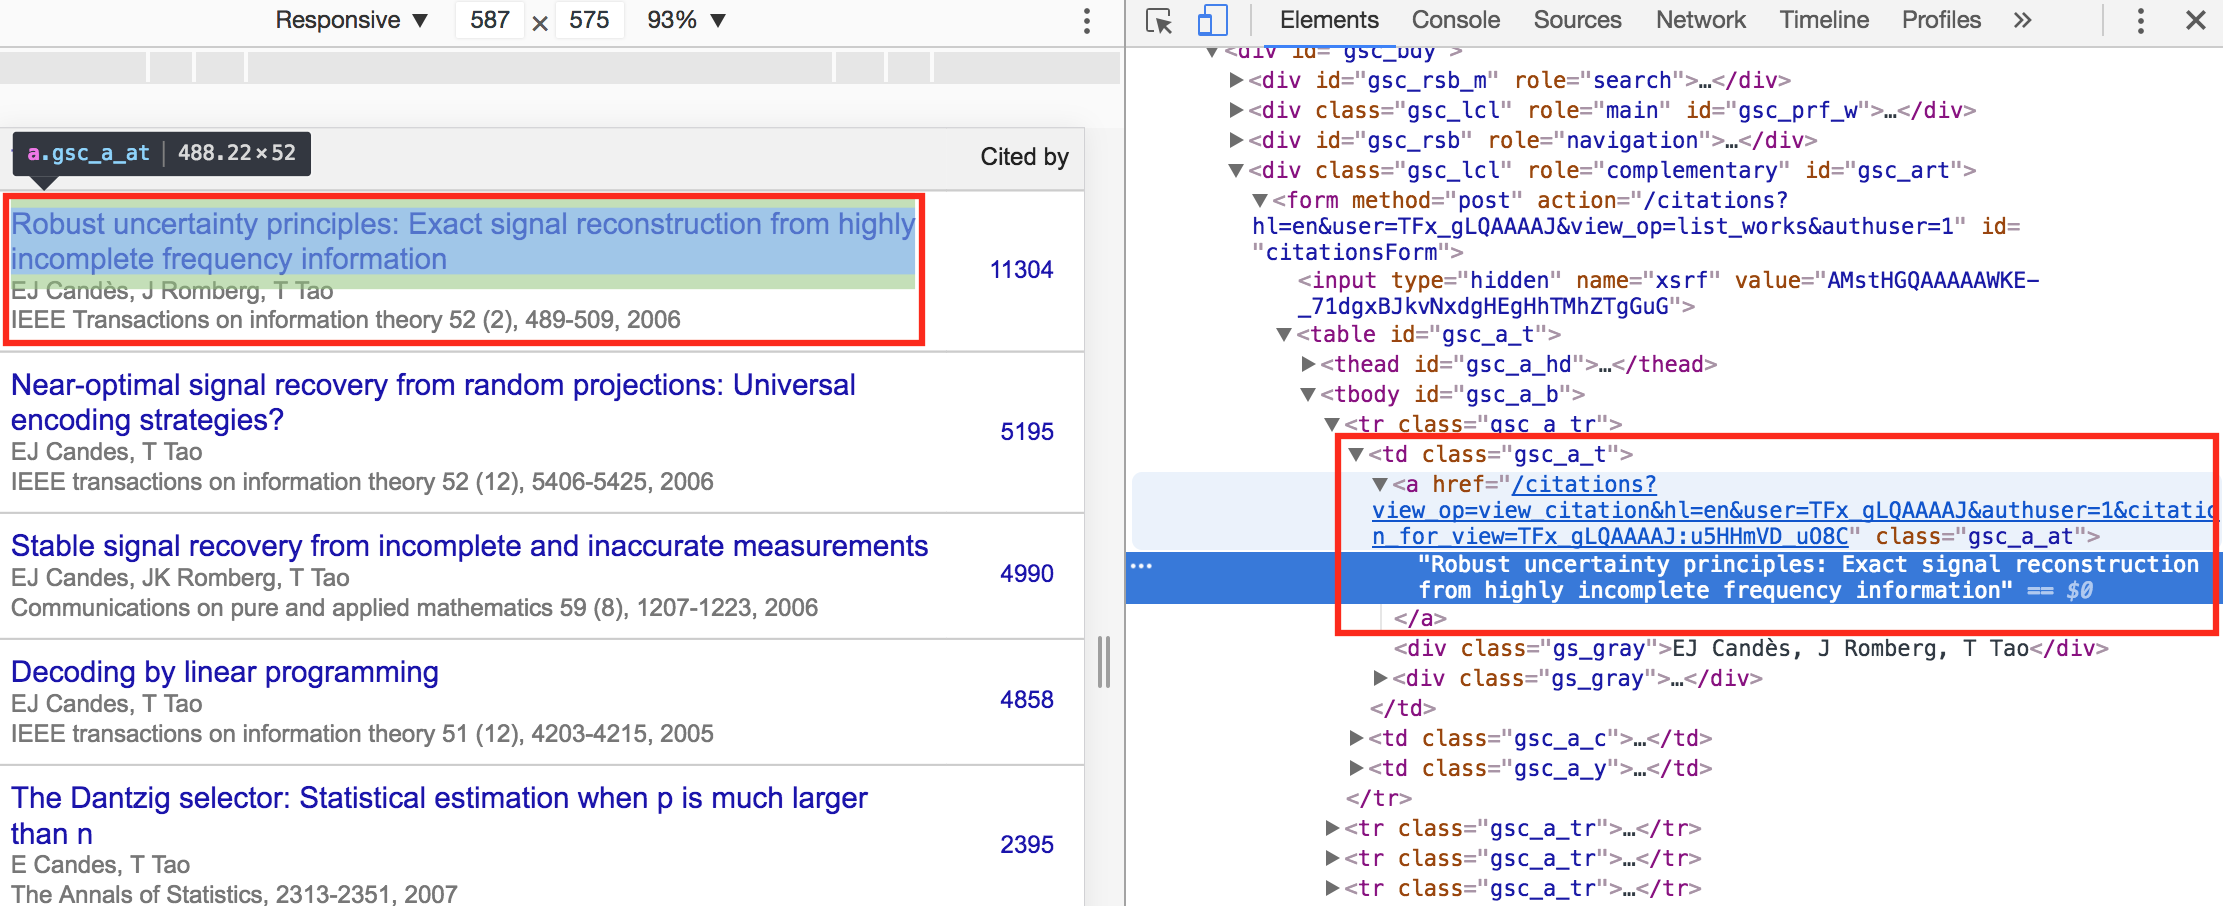 Responsive ▼ 587 × 575 93% ▼
a.gsc_a_at | 488.22×52
Cited by
Robust uncertainty principles: Exact signal reconstruction from highly
incomplete frequency information
11304
EJ Candès, J Romberg, T Tao
IEEE Transactions on information theory 52 (2), 489-509, 2006
Near-optimal signal recovery from random projections: Universal
encoding strategies?
5195
EJ Candes, T Tao
IEEE transactions on information theory 52 (12), 5406-5425, 2006
Stable signal recovery from incomplete and inaccurate measurements
4990
EJ Candes, JK Romberg, T Tao
Communications on pure and applied mathematics 59 (8), 1207-1223, 2006
Decoding by linear programming
4858
EJ Candes, T Tao
IEEE transactions on information theory 51 (12), 4203-4215, 2005
The Dantzig selector: Statistical estimation when p is much larger
than n
2395
E Candes, T Tao
The Annals of Statistics, 2313-2351, 2007
Elements Console Sources Network Timeline Profiles »
▼<div id="gsc_bdy">
▶<div id="gsc_rsb_m" role="search">…</div>
▶<div class="gsc_lcl" role="main" id="gsc_prf_w">…</div>
▶<div id="gsc_rsb" role="navigation">…</div>
▼<div class="gsc_lcl" role="complementary" id="gsc_art">
▼<form method="post" action="/citations?
hl=en&user=TFx_gLQAAAAJ&view_op=list_works&authuser=1" id=
"citationsForm">
<input type="hidden" name="xsrf" value="AMstHGQAAAAAWKE-
_71dgxBJkvNxdgHEgHhTMhZTgGuG">
▼<table id="gsc_a_t">
▶<thead id="gsc_a_hd">…</thead>
▼<tbody id="gsc_a_b">
▼<tr class="gsc_a_tr">
▼<td class="gsc_a_t">
▼<a href="/citations?
view_op=view_citation&hl=en&user=TFx_gLQAAAAJ&authuser=1&citatio
n_for_view=TFx_gLQAAAAJ:u5HHmVD_uO8C" class="gsc_a_at">
"Robust uncertainty principles: Exact signal reconstruction
from highly incomplete frequency information" == $0
</a>
<div class="gs_gray">EJ Candès, J Romberg, T Tao</div>
▶<div class="gs_gray">…</div>
</td>
▶<td class="gsc_a_c">…</td>
▶<td class="gsc_a_y">…</td>
</tr>
▶<tr class="gsc_a_tr">…</tr>
▶<tr class="gsc_a_tr">…</tr>
▶<tr class="gsc_a_tr">…</tr>